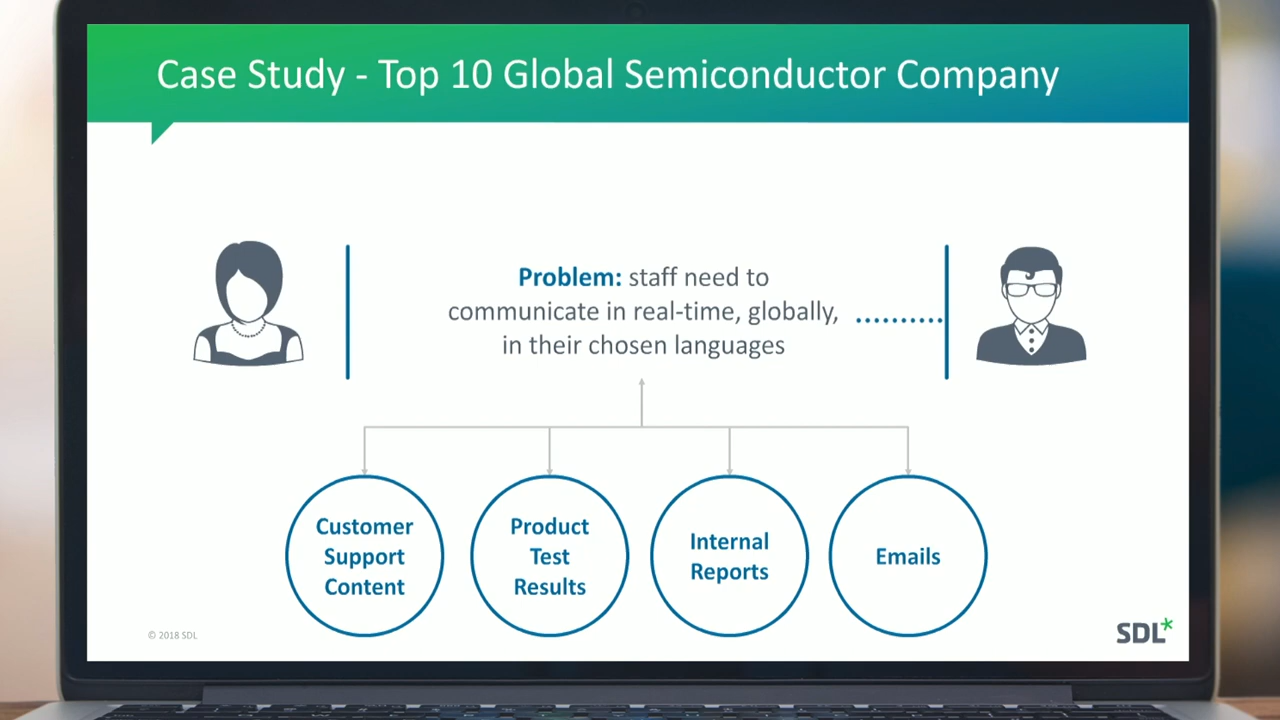 Case Study - Top 10 Global Semiconductor Company
Problem: staff need to
communicate in real-time, globally,
in their chosen languages
Customer
Support
Content
Product
Test
Results
Internal
Reports
Emails
© 2018 SDL
SDL*